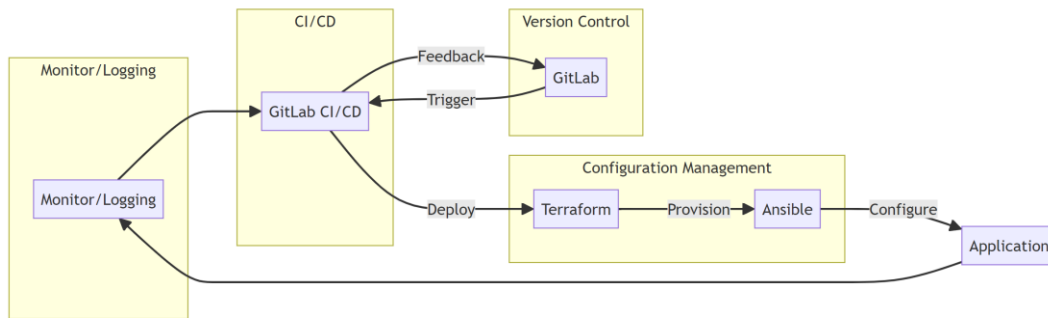 CI/CD
Version Control
Monitor/Logging
Feedback
GitLab
GitLab CI/CD
Trigger
Configuration Management
Monitor/Logging
Deploy
Terraform
Provision
Ansible
Configure
Application